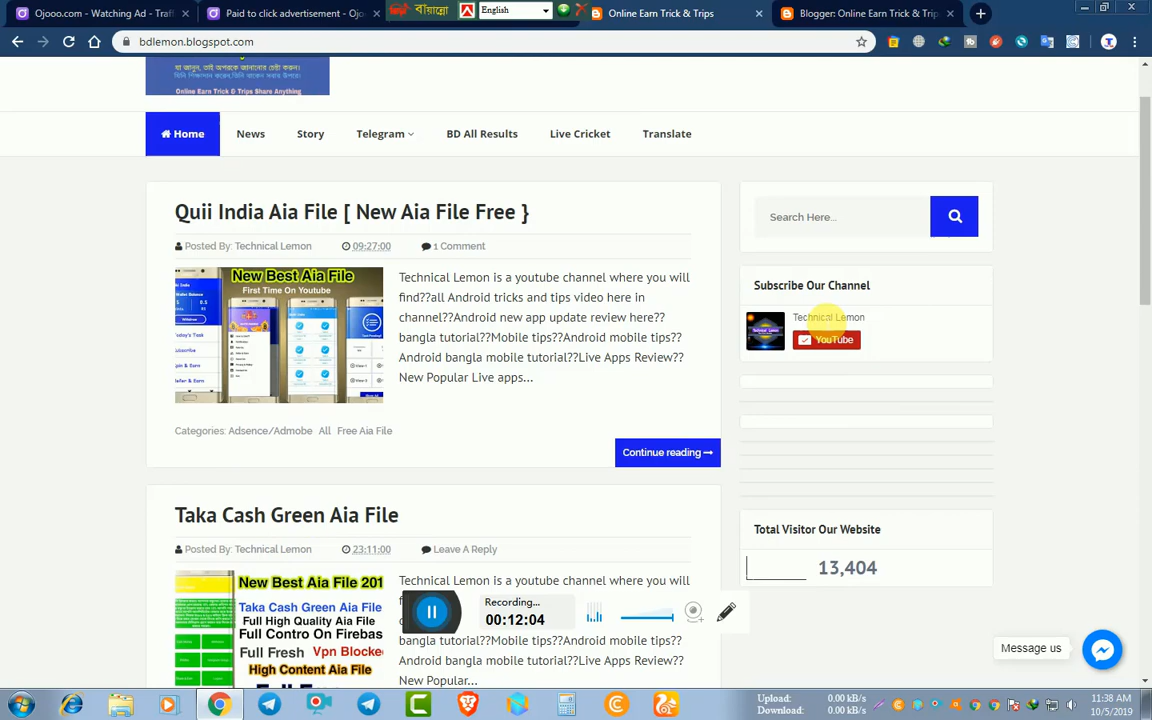 Ojooo.com - Watching Ad - Traff
Paid to click advertisement - Ojo
বায়ান্নো
English
Online Earn Trick & Trips
Blogger: Online Earn Trick & Trip
bdlemon.blogspot.com
যা জানুন, তাই অপরকে জানানোর চেষ্টা করুন।
Online Earn Trick & Trips Share Anything
Home
News
Story
Telegram
BD All Results
Live Cricket
Translate
Quii India Aia File [ New Aia File Free }
Posted By: Technical Lemon
09:27:00
1 Comment
New Best Aia File
First Time On Youtube
Technical Lemon is a youtube channel where you will
find??all Android tricks and tips video here in
channel??Android new app update review here??
bangla tutorial??Mobile tips??Android mobile tips??
Android bangla mobile tutorial??Live Apps Review??
New Popular Live apps...
Categories: Adsence/Admobe All Free Aia File
Continue reading
Search Here...
Subscribe Our Channel
Technical Lemon
YouTube
Total Visitor Our Website
13,404
Taka Cash Green Aia File
Posted By: Technical Lemon
23:11:00
Leave A Reply
New Best Aia File 201
Taka Cash Green Aia File
Full High Quality Aia File
Full Contro On Firebas
Full Fresh Vpn Blocke
High Content Aia File
Technical Lemon is a youtube channel where you will
bangla tutorial??Mobile tips??Android mobile tips??
Android bangla mobile tutorial??Live Apps Review??
New Popular...
Recording...
00:12:04
Message us
Upload: 0.00 kB/s
Download: 0.00 kB/s
11:38 AM
10/5/2019